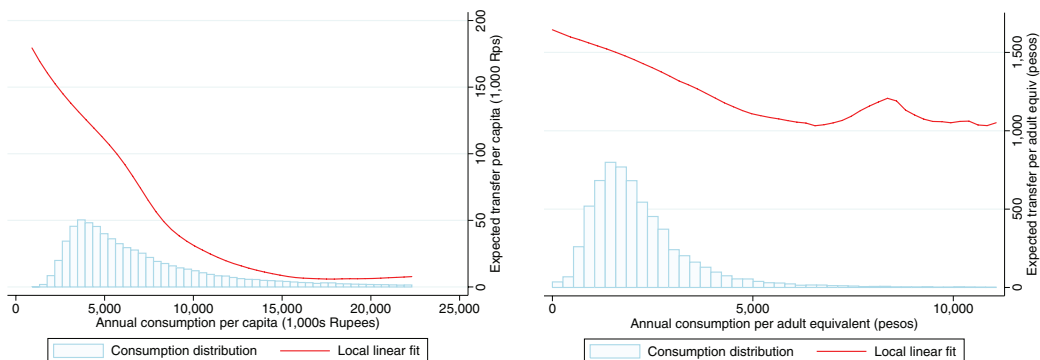 200
150
100
50
0
Expected transfer per capita (1,000 Rps)
0 5,000 10,000 15,000 20,000 25,000
Annual consumption per capita (1,000s Rupees)
Consumption distribution Local linear fit
1,500
1,000
500
0
Expected transfer per adult equiv (pesos)
0 5,000 10,000
Annual consumption per adult equivalent (pesos)
Consumption distribution Local linear fit